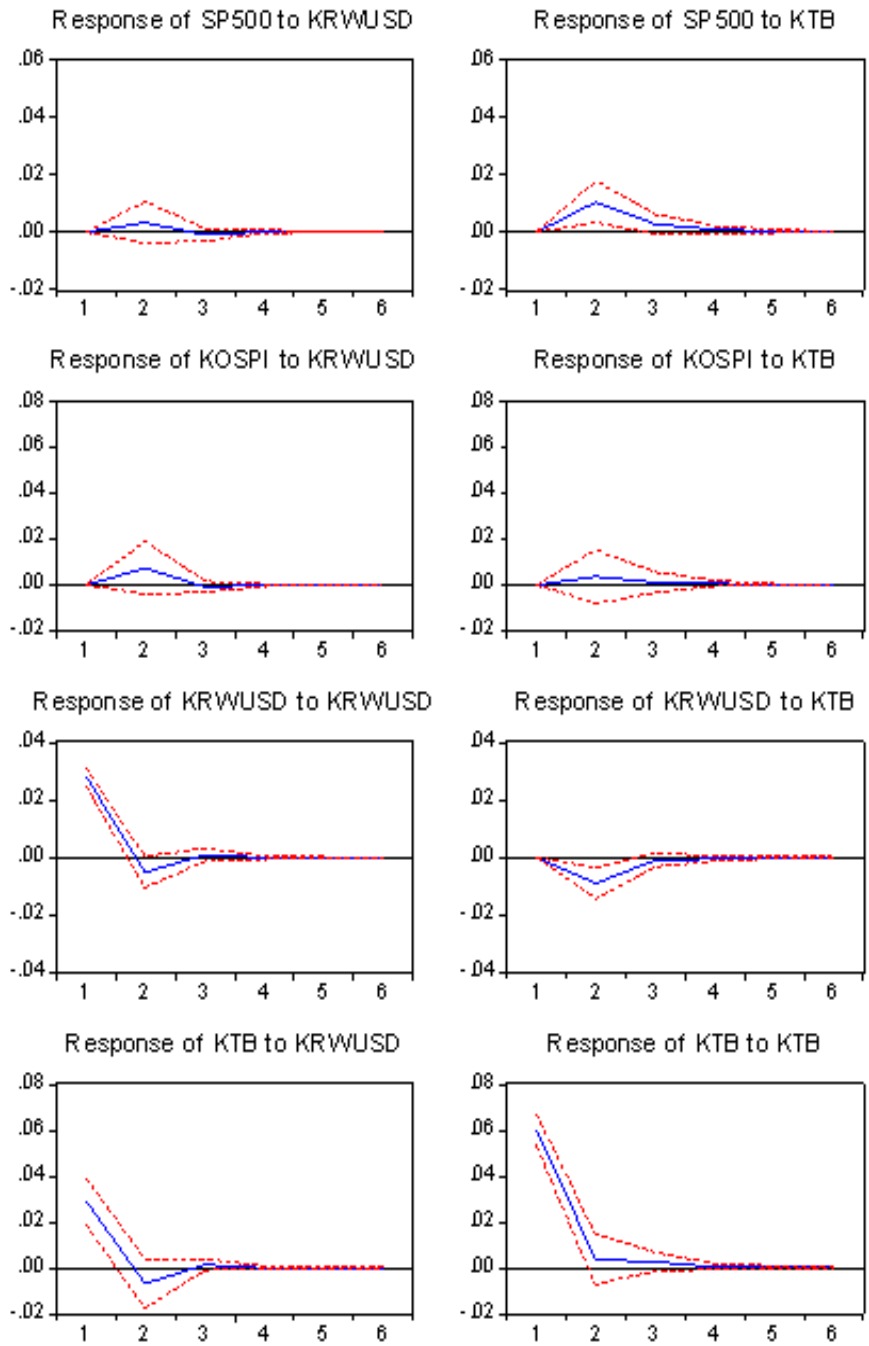 Response of SP500 to KRWUSD
Response of SP500 to KTB
.06
.04
.02
.00
-.02
1 2 3 4 5 6
.06
.04
.02
.00
-.02
1 2 3 4 5 6
Response of KOSPI to KRWUSD
Response of KOSPI to KTB
.08
.06
.04
.02
.00
-.02
1 2 3 4 5 6
.08
.06
.04
.02
.00
-.02
1 2 3 4 5 6
Response of KRWUSD to KRWUSD
Response of KRWUSD to KTB
.04
.02
.00
-.02
-.04
1 2 3 4 5 6
.04
.02
.00
-.02
-.04
1 2 3 4 5 6
Response of KTB to KRWUSD
Response of KTB to KTB
.08
.06
.04
.02
.00
-.02
1 2 3 4 5 6
.08
.06
.04
.02
.00
-.02
1 2 3 4 5 6